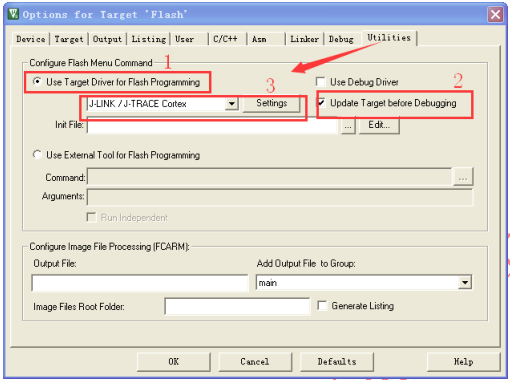 Options for Target 'Flash'
Device Target Output Listing User C/C++ Asm Linker Debug Utilities
Configure Flash Menu Command
1
Use Target Driver for Flash Programming
Use Debug Driver
2
3
J-LINK / J-TRACE Cortex
Settings
Update Target before Debugging
Init File:
...
Edit...
Use External Tool for Flash Programming
Command:
...
Arguments:
Run Independent
Configure Image File Processing (FCARM):
Output File:
Add Output File to Group:
main
Image Files Root Folder:
Generate Listing
OK
Cancel
Defaults
Help